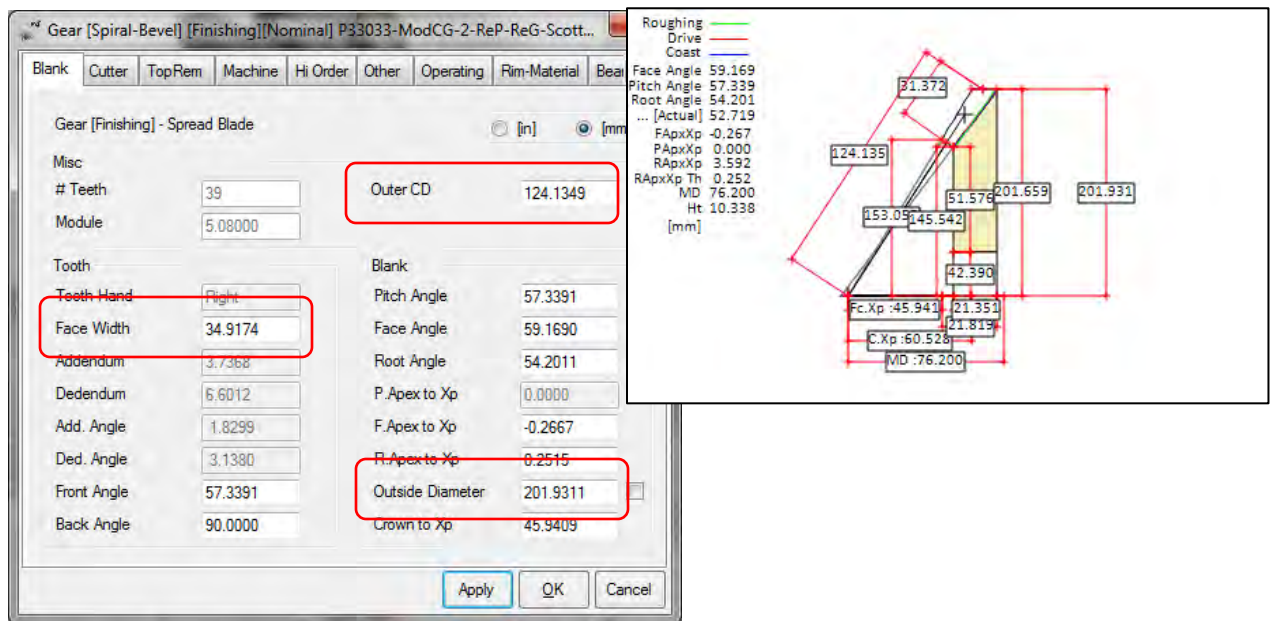 Gear [Spiral-Bevel] [Finishing][Nominal] P33033-ModCG-2-ReP-ReG-Scott...
Blank Cutter TopRem Machine Hi Order Other Operating Rim-Material
Gear [Finishing] - Spread Blade [in] [mm
Misc
# Teeth 39 Outer CD 124.1349
Module 5.08000
Tooth Blank
Tooth Hand Right Pitch Angle 57.3391
Face Width 34.9174 Face Angle 59.1690
Addendum 3.7368 Root Angle 54.2011
Dedendum 6.6012 P.Apex to Xp 0.0000
Add. Angle 1.8299 F.Apex to Xp -0.2667
Ded. Angle 3.1380 R.Apex to Xp 0.2515
Front Angle 57.3391 Outside Diameter 201.9311
Back Angle 90.0000 Crown to Xp 45.9409
Apply OK Cancel
Roughing
Drive
Coast
Face Angle 59.169
Pitch Angle 57.339
Root Angle 54.201
... [Actual] 52.719
FApxXp -0.267
PApxXp 0.000
RApxXp 3.592
RApxXp Th 0.252
MD 76.200
Ht 10.338
[mm]
31.372
124.135
51.576 201.659 201.931
153.05
145.542
42.390
Fc.Xp :45.941 21.351
21.819
C.Xp :60.528
MD :76.200